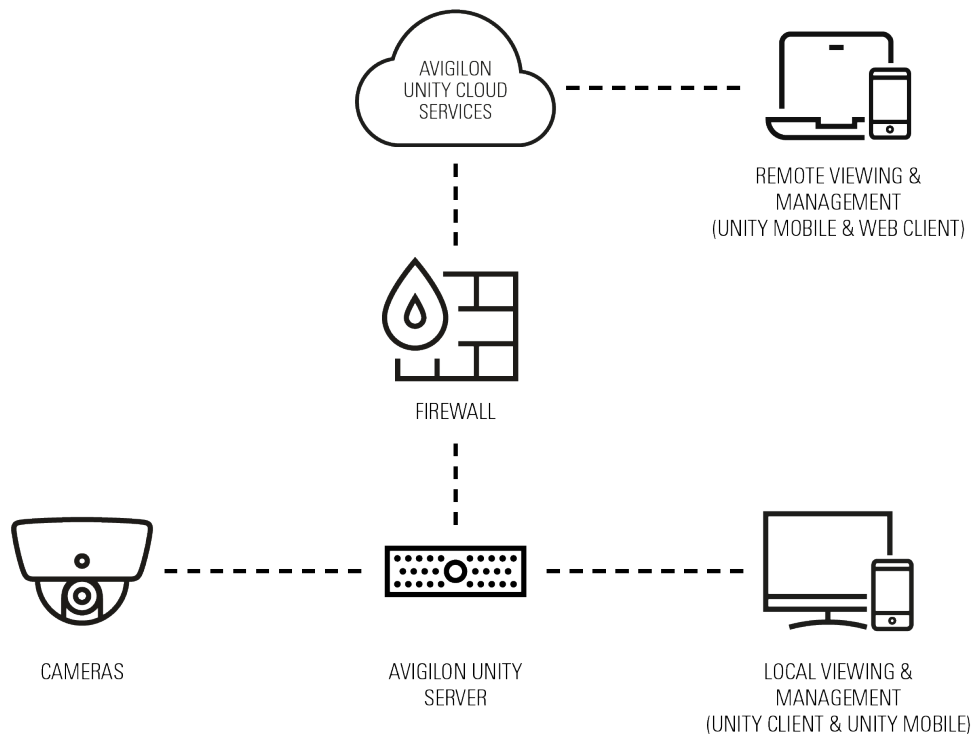 AVIGILON
UNITY CLOUD
SERVICES
REMOTE VIEWING &
MANAGEMENT
(UNITY MOBILE & WEB CLIENT)
FIREWALL
CAMERAS
AVIGILON UNITY
SERVER
LOCAL VIEWING &
MANAGEMENT
(UNITY CLIENT & UNITY MOBILE)